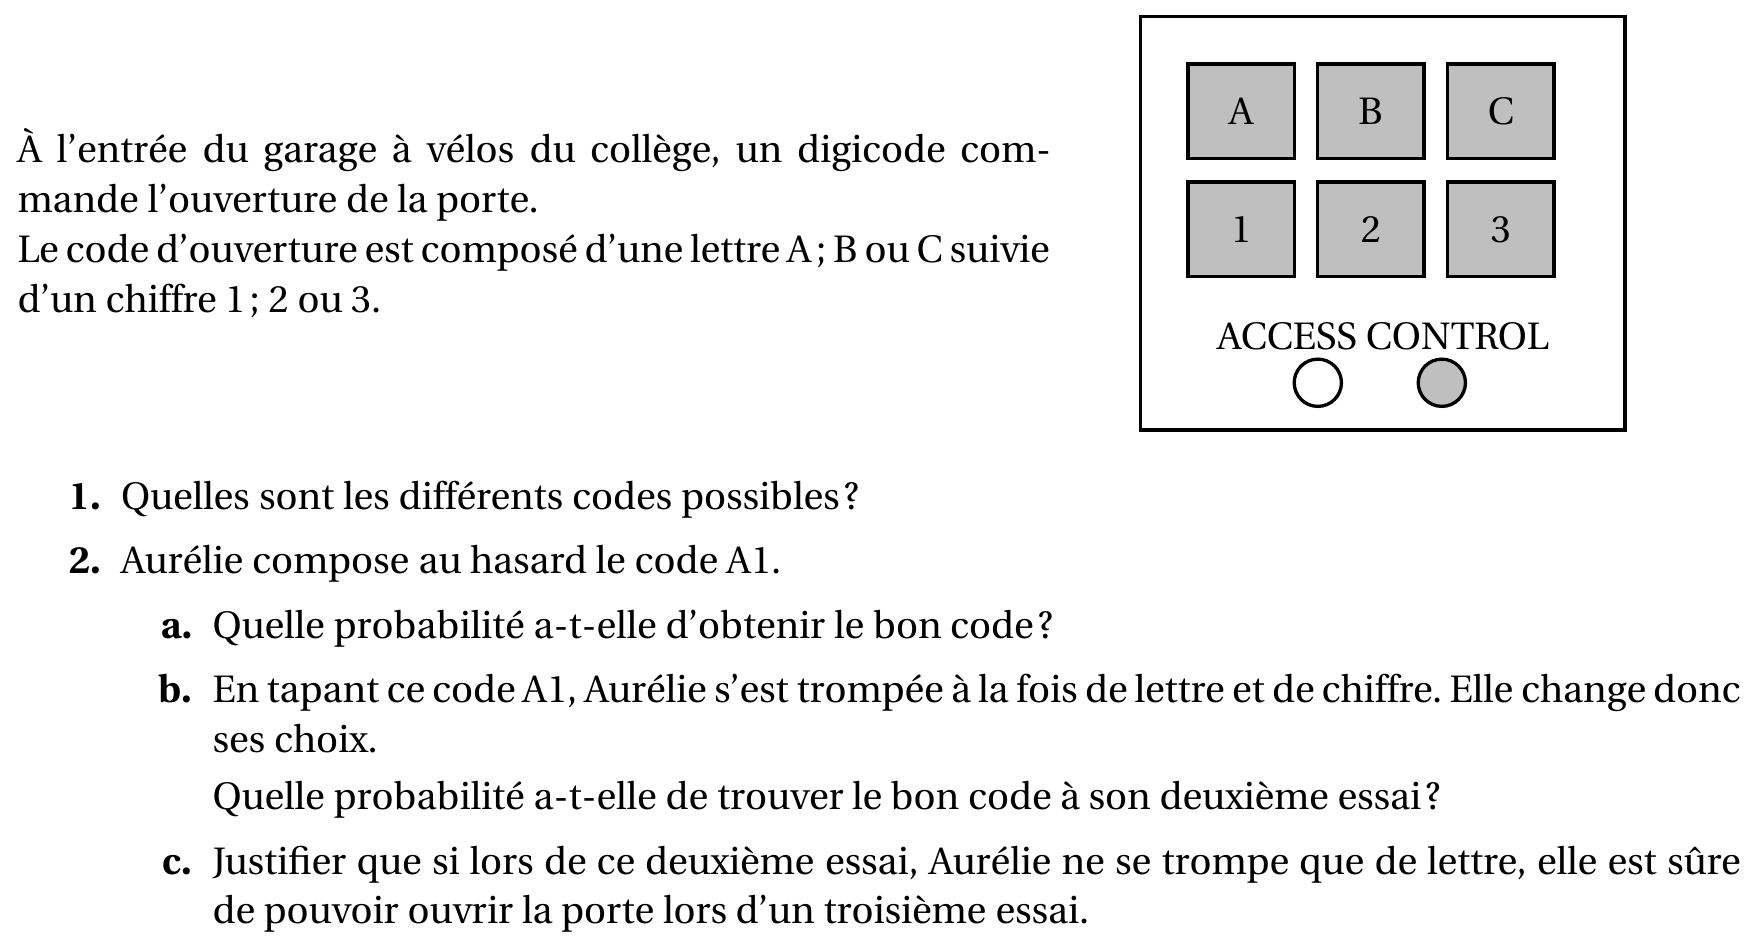 À l'entrée du garage à vélos du collège, un digicode com-
mande l'ouverture de la porte.
Le code d'ouverture est composé d'une lettre A ; B ou C suivie
d'un chiffre 1 ; 2 ou 3.
A B C
1 2 3
ACCESS CONTROL
1. Quelles sont les différents codes possibles ?
2. Aurélie compose au hasard le code A1.
a. Quelle probabilité a-t-elle d'obtenir le bon code ?
b. En tapant ce code A1, Aurélie s'est trompée à la fois de lettre et de chiffre. Elle change donc
ses choix.
Quelle probabilité a-t-elle de trouver le bon code à son deuxième essai ?
c. Justifier que si lors de ce deuxième essai, Aurélie ne se trompe que de lettre, elle est sûre
de pouvoir ouvrir la porte lors d'un troisième essai.